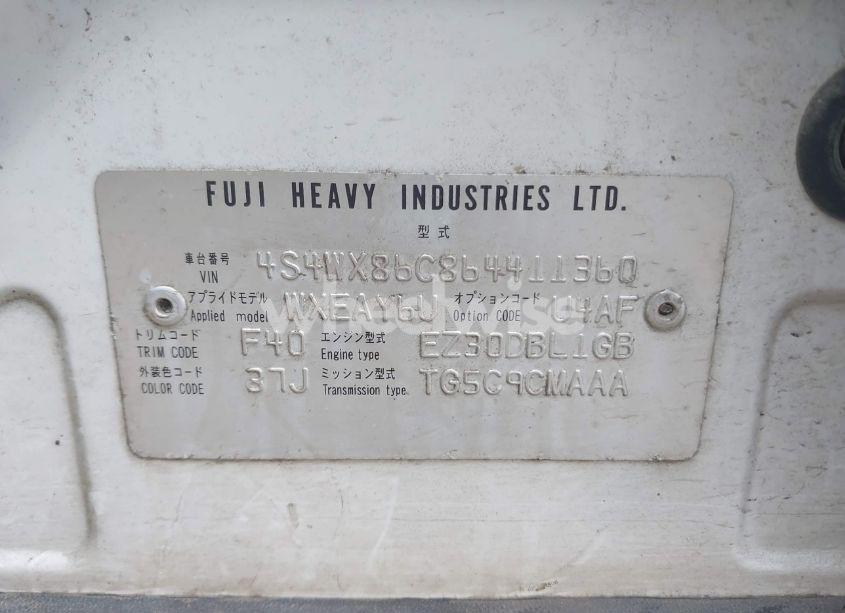 FUJI HEAVY INDUSTRIES LTD.
型式
車台番号 VIN 4S4WX86C864411360
アプライドモデル Applied model WXEAY6U オプションコード Option CODE U4AF
トリムコード TRIM CODE F40 エンジン型式 Engine type EZ30DBL1GB
外装色コード COLOR CODE 37J ミッション型式 Transmission type TG5C9CMAAA
wheelwise